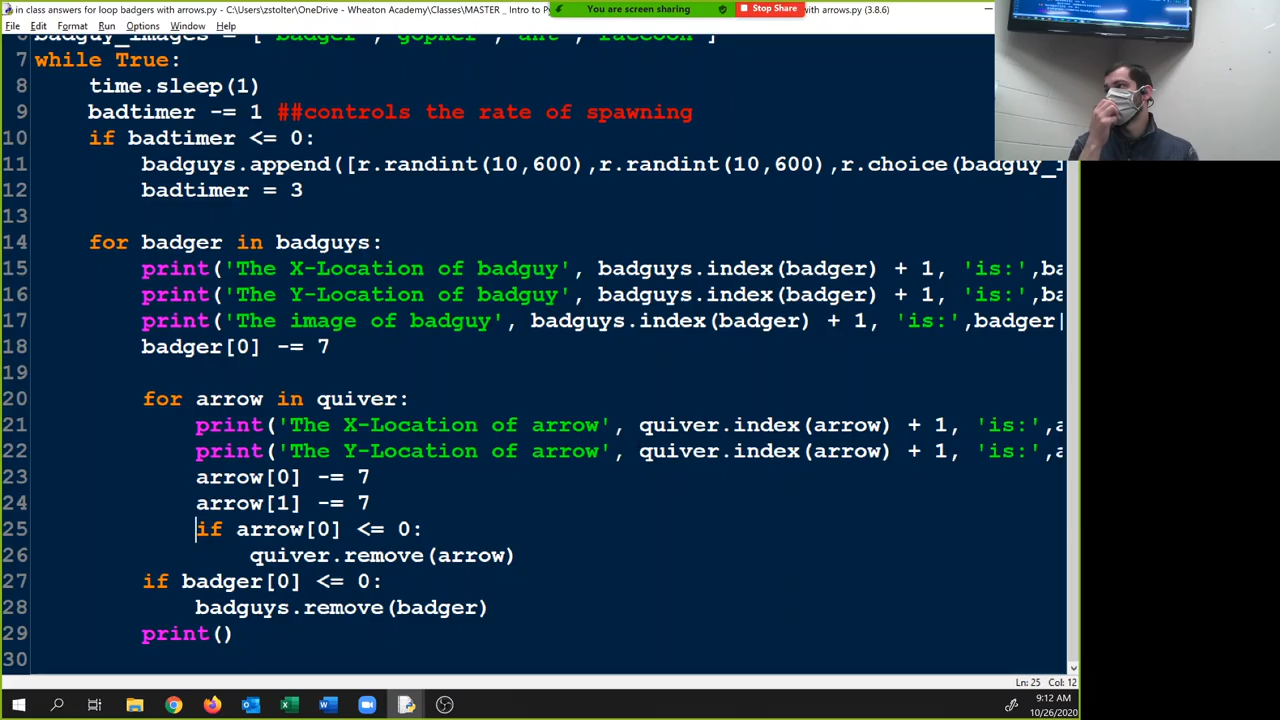 in class answers for loop badgers with arrows.py - C:\Users\zstolter\OneDrive - Wheaton Academy\Classes\MASTER _ Intro to P
with arrows.py (3.8.6)
You are screen sharing
Stop Share
File Edit Format Run Options Window Help
badguy_images = ["badger","gopher","ant","raccoon"]
7 while True:
8 time.sleep(1)
9 badtimer -= 1 ##controls the rate of spawning
10 if badtimer <= 0:
11 badguys.append([r.randint(10,600),r.randint(10,600),r.choice(badguy_
12 badtimer = 3
13
14 for badger in badguys:
15 print('The X-Location of badguy', badguys.index(badger) + 1, 'is:',ba
16 print('The Y-Location of badguy', badguys.index(badger) + 1, 'is:',ba
17 print('The image of badguy', badguys.index(badger) + 1, 'is:',badger[
18 badger[0] -= 7
19
20 for arrow in quiver:
21 print('The X-Location of arrow', quiver.index(arrow) + 1, 'is:',a
22 print('The Y-Location of arrow', quiver.index(arrow) + 1, 'is:',a
23 arrow[0] -= 7
24 arrow[1] -= 7
25 if arrow[0] <= 0:
26 quiver.remove(arrow)
27 if badger[0] <= 0:
28 badguys.remove(badger)
29 print()
30
Ln: 25 Col: 12
9:12 AM
10/26/2020